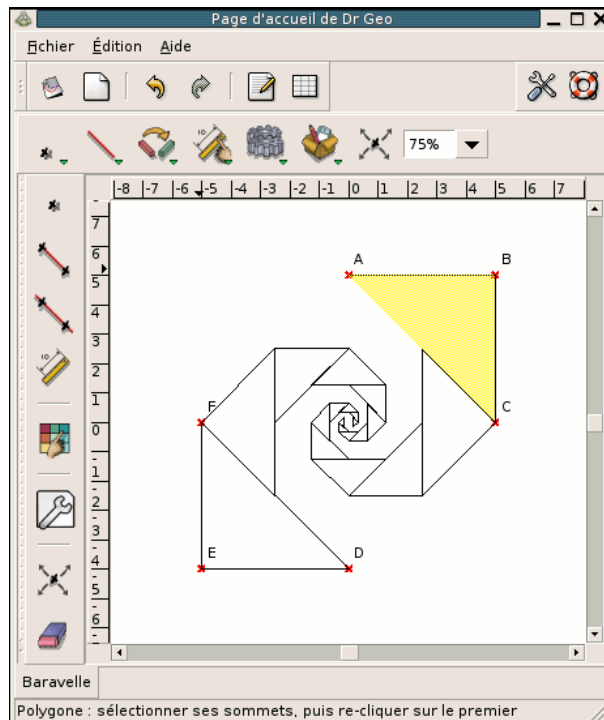 Page d'accueil de Dr Geo
Fichier Édition Aide
75%
-8 -7 -6 -5 -4 -3 -2 -1 0 1 2 3 4 5 6 7
7
6
5
4
3
2
1
0
-1
-2
-3
-4
-5
6
A B
F C
E D
Baravelle
Polygone : sélectionner ses sommets, puis re-cliquer sur le premier